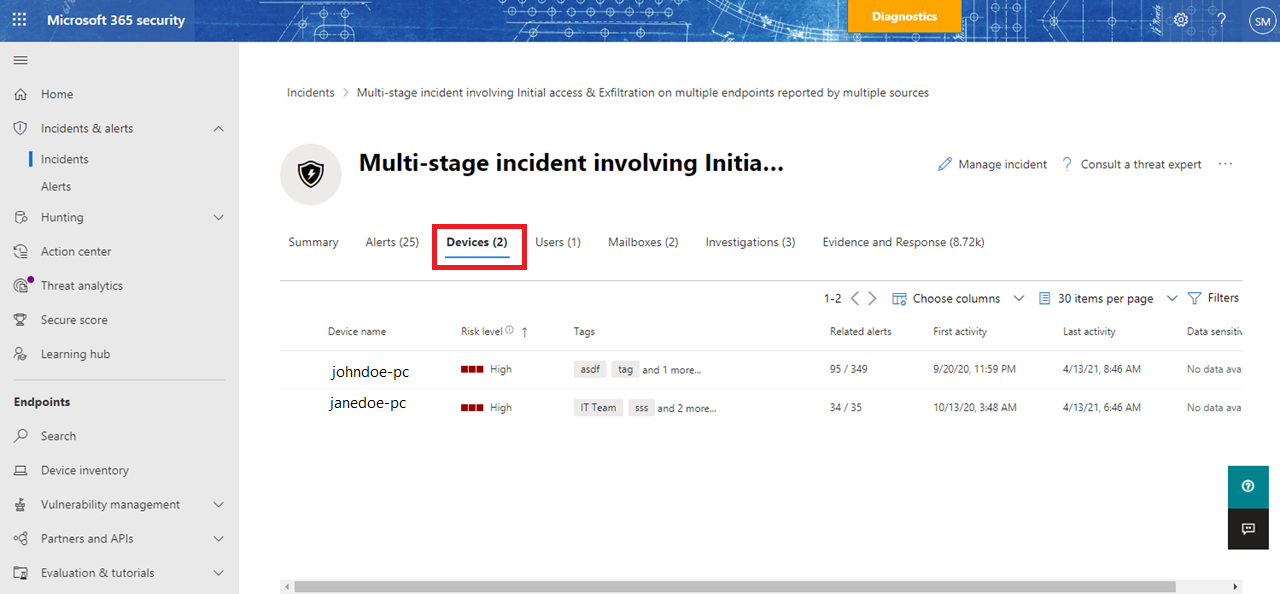 Microsoft 365 security
Diagnostics
?
SM
Home
Incidents & alerts
Incidents
Alerts
Hunting
Action center
Threat analytics
Secure score
Learning hub
Endpoints
Search
Device inventory
Vulnerability management
Partners and APIs
Evaluation & tutorials
Incidents > Multi-stage incident involving Initial access & Exfiltration on multiple endpoints reported by multiple sources
Multi-stage incident involving Initia...
Manage incident ? Consult a threat expert ...
Summary Alerts (25) Devices (2) Users (1) Mailboxes (2) Investigations (3) Evidence and Response (8.72k)
1-2 Choose columns 30 items per page Filters
Device name Risk level Tags Related alerts First activity Last activity Data sensitiv
johndoe-pc High asdf tag and 1 more... 95 / 349 9/20/20, 11:59 PM 4/13/21, 8:46 AM No data ava
janedoe-pc High IT Team sss and 2 more... 34 / 35 10/13/20, 3:48 AM 4/13/21, 6:46 AM No data ava